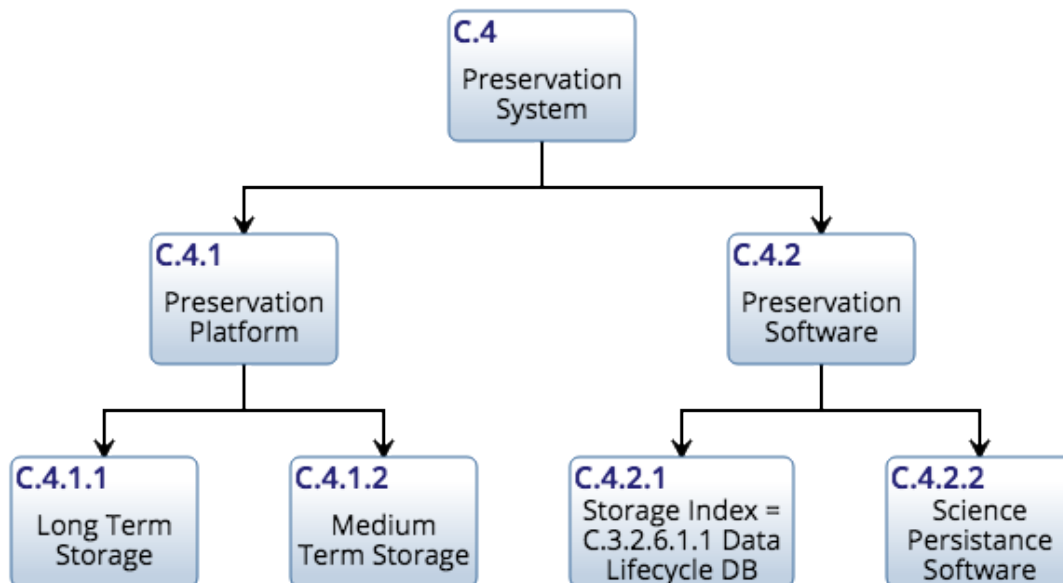 C.4
Preservation
System
C.4.1
Preservation
Platform
C.4.2
Preservation
Software
C.4.1.1
Long Term
Storage
C.4.1.2
Medium
Term Storage
C.4.2.1
Storage Index =
C.3.2.6.1.1 Data
Lifecycle DB
C.4.2.2
Science
Persistance
Software